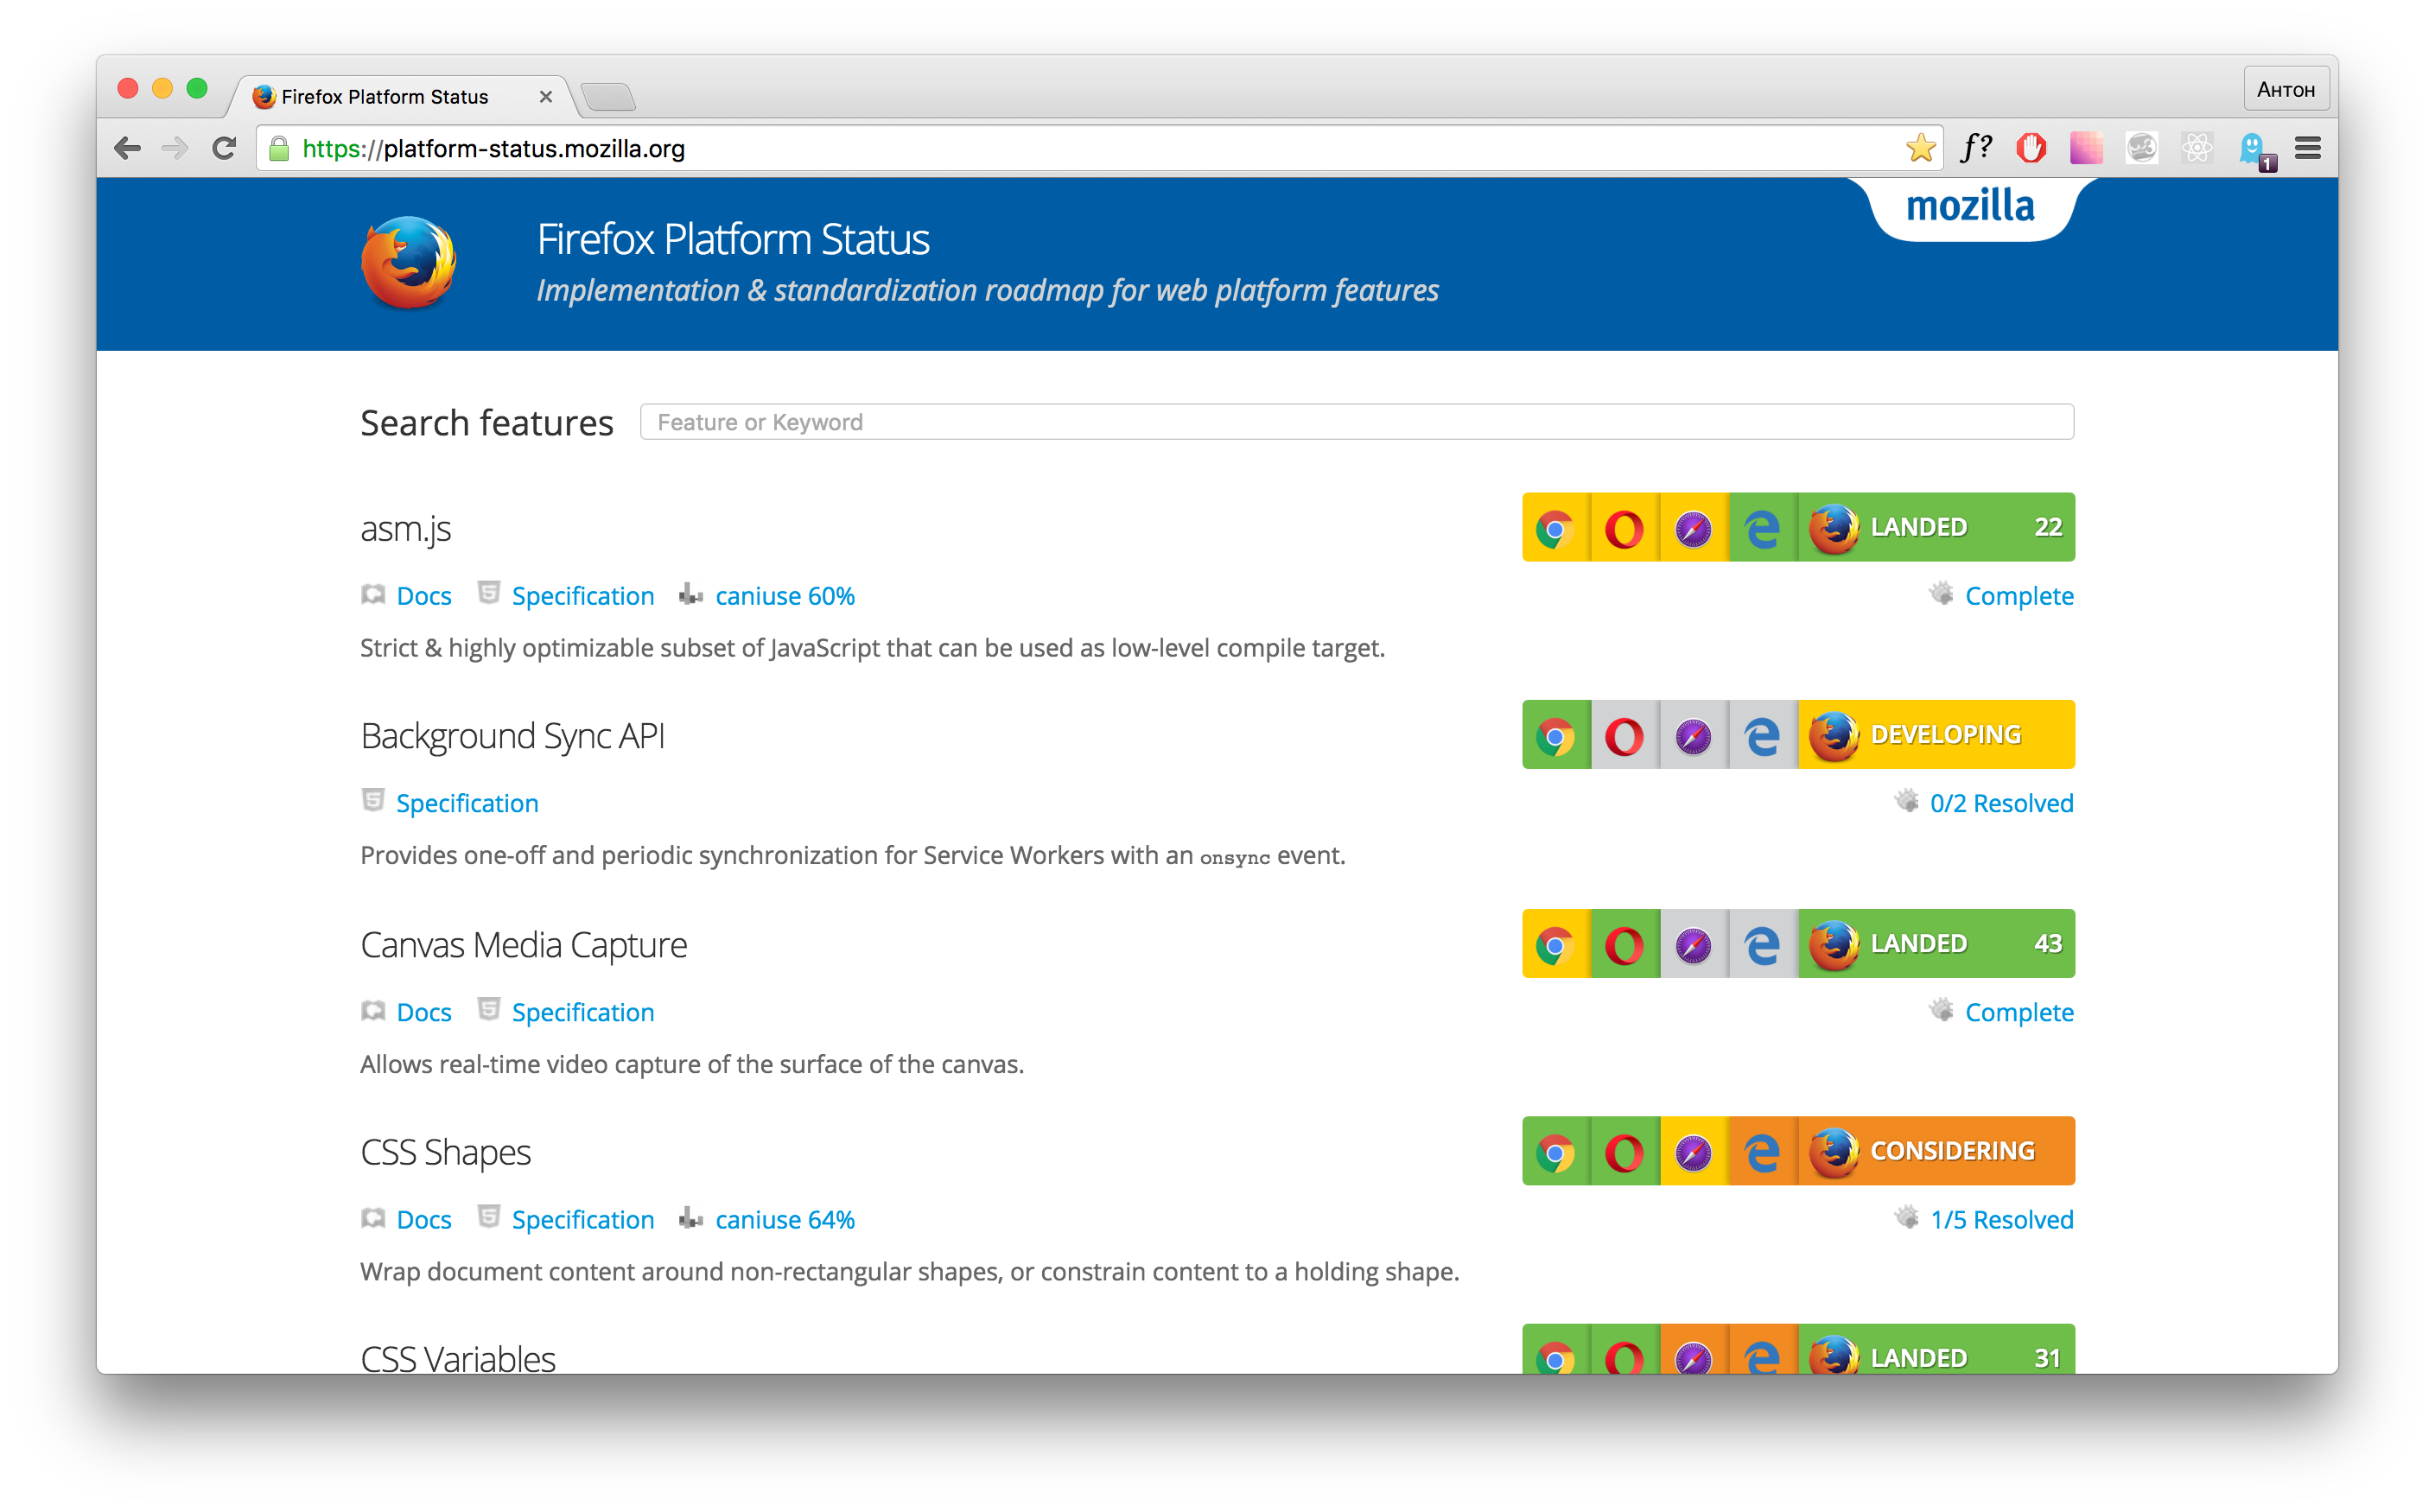 Firefox Platform Status
Антон
https://platform-status.mozilla.org
f?
1
mozilla
Firefox Platform Status
Implementation & standardization roadmap for web platform features
Search features Feature or Keyword
asm.js
LANDED 22
Docs Specification caniuse 60% Complete
Strict & highly optimizable subset of JavaScript that can be used as low-level compile target.
Background Sync API
DEVELOPING
Specification 0/2 Resolved
Provides one-off and periodic synchronization for Service Workers with an onsync event.
Canvas Media Capture
LANDED 43
Docs Specification Complete
Allows real-time video capture of the surface of the canvas.
CSS Shapes
CONSIDERING
Docs Specification caniuse 64% 1/5 Resolved
Wrap document content around non-rectangular shapes, or constrain content to a holding shape.
CSS Variables
LANDED 31